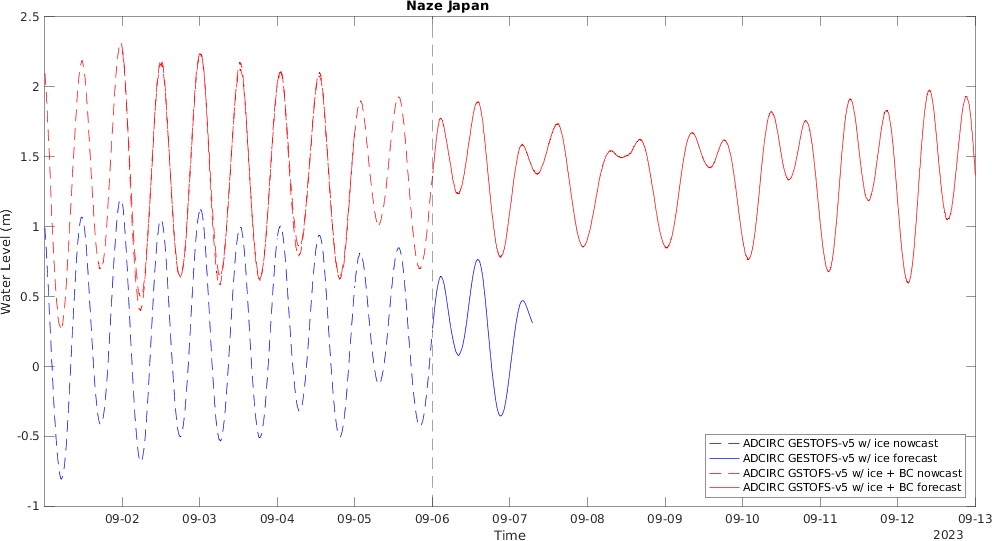 Naze Japan
2.5
2
1.5
1
0.5
0
-0.5
-1
Water Level (m)
09-02 09-03 09-04 09-05 09-06 09-07 09-08 09-09 09-10 09-11 09-12 09-13
Time
2023
ADCIRC GESTOFS-v5 w/ ice nowcast
ADCIRC GESTOFS-v5 w/ ice forecast
ADCIRC GSTOFS-v5 w/ ice + BC nowcast
ADCIRC GSTOFS-v5 w/ ice + BC forecast